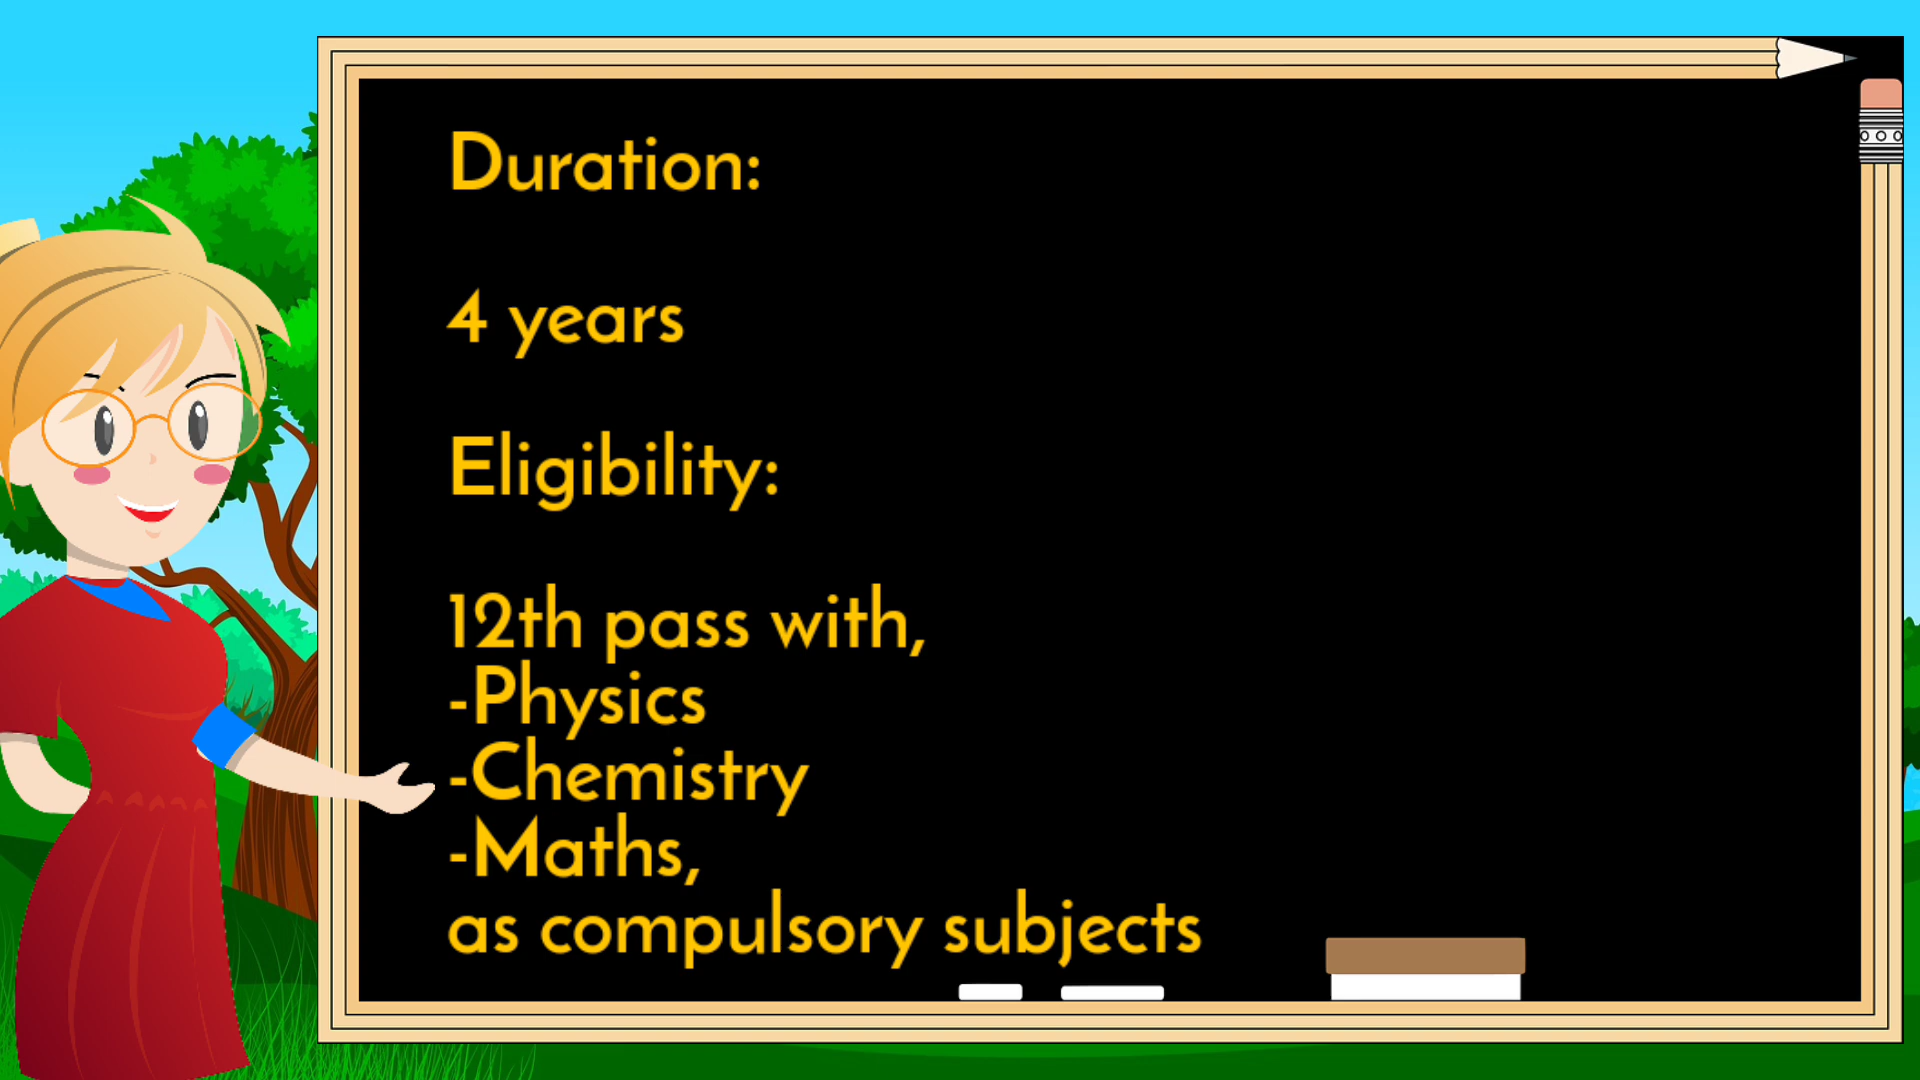 Duration:
4 years
Eligibility:
12th pass with,
-Physics
-Chemistry
-Maths,
as compulsory subjects